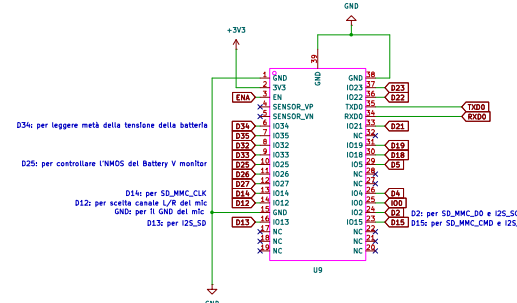 GND
+3V3
39
GND
1 GND GND 38
2 3V3 IO23 37 D23
ENA 3 EN IO22 36 D22
4 SENSOR_VP TXD0 35 TXD0
5 SENSOR_VN RXD0 34 RXD0
D34: per leggere metà della tensione della batteria D34 6 IO34 IO21 33 D21
D35 7 IO35 NC 32
D32 8 IO32 IO19 31 D19
D33 9 IO33 IO18 30 D18
D25: per controllare l'NMOS del Battery V monitor D25 10 IO25 IO5 29 D5
D26 11 IO26 NC 28
D27 12 IO27 NC 27
D14: per SD_MMC_CLK D14 13 IO14 IO4 26 D4
D12: per scelta canale L/R del mic D12 14 IO12 IO0 25 IO0
GND: per il GND del mic 15 GND IO2 24 D2 D2: per SD_MMC_D0 e I2S_
D13: per I2S_SD D13 16 IO13 IO15 23 D15 D15: per SD_MMC_CMD e I2S_
17 NC NC 22
18 NC NC 21
19 NC NC 20
U9
GND